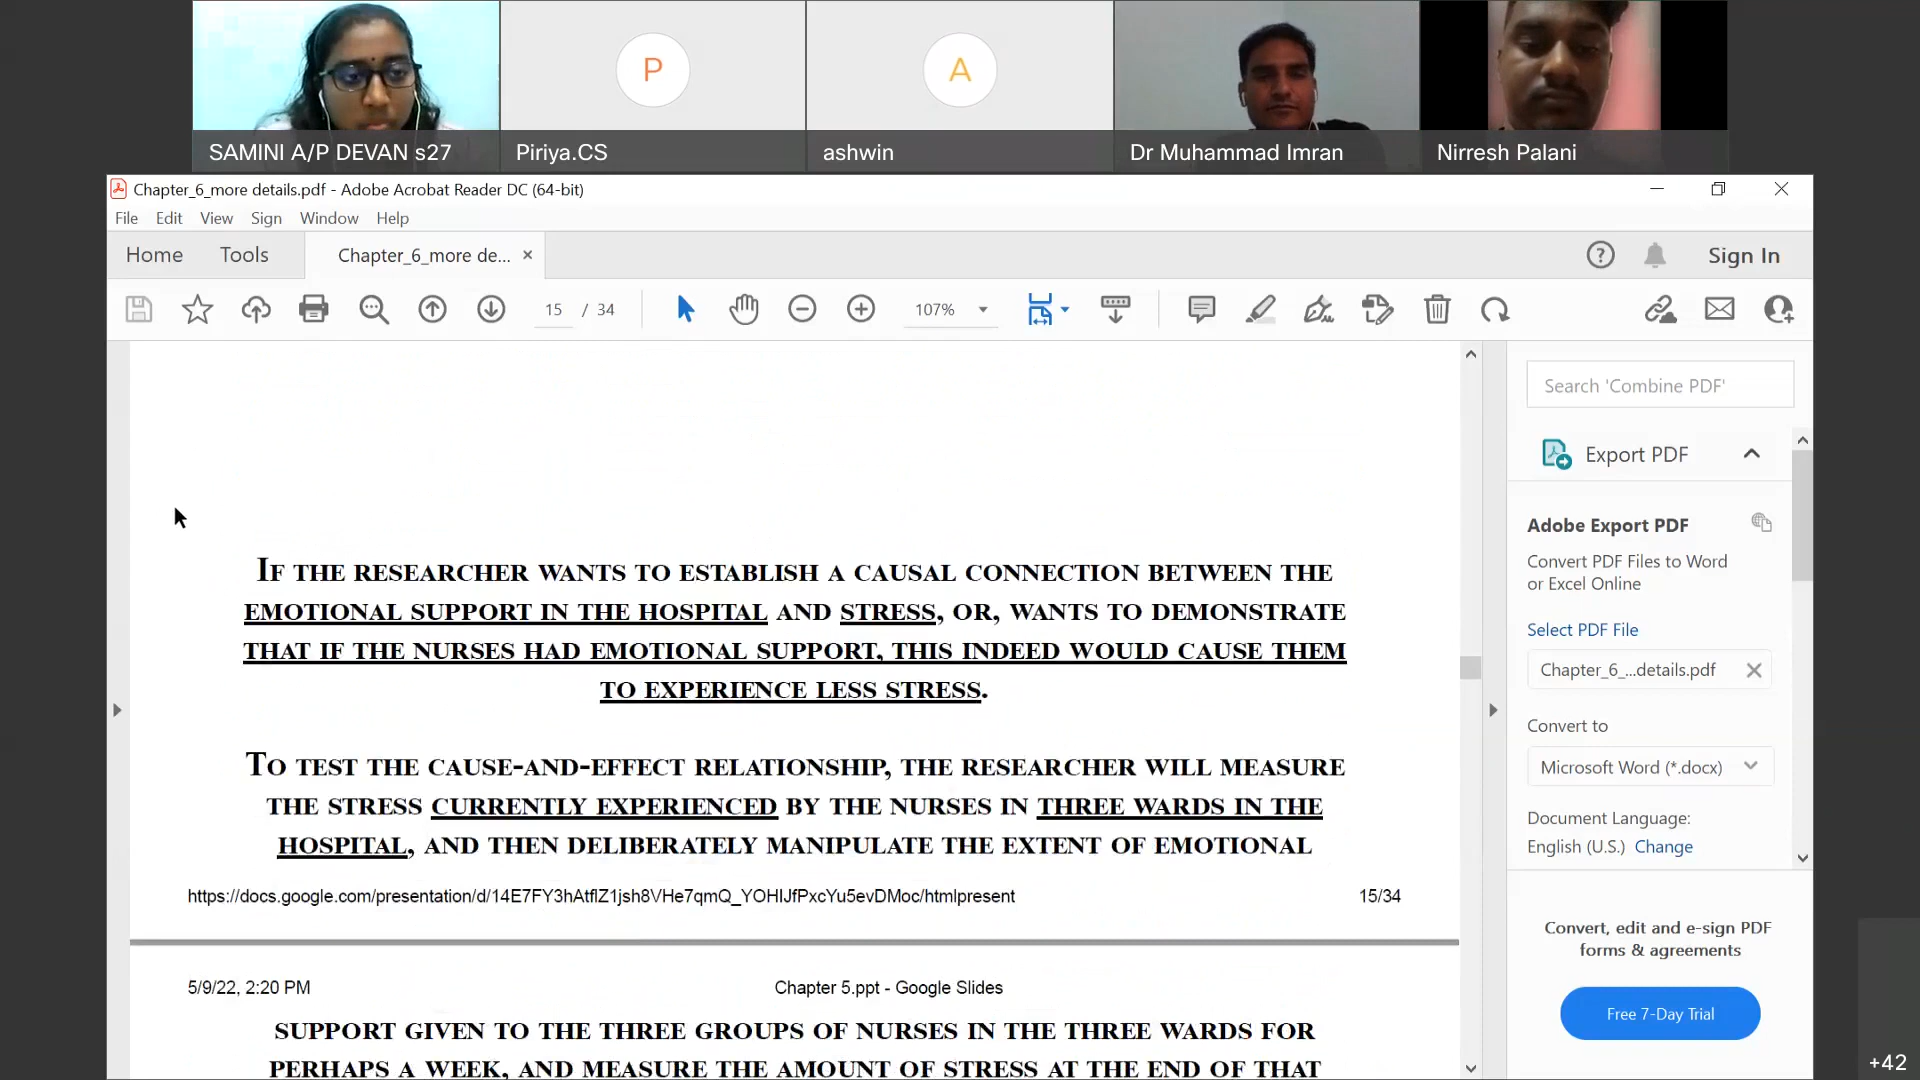 P
A
SAMINI A/P DEVAN s27
Piriya.CS
ashwin
Dr Muhammad Imran
Nirresh Palani
Chapter_6_more details.pdf - Adobe Acrobat Reader DC (64-bit)
File Edit View Sign Window Help
Home Tools Chapter_6_more de... × Sign In
15 / 34 107%
Search 'Combine PDF'
Export PDF
Adobe Export PDF
Convert PDF Files to Word
or Excel Online
Select PDF File
Chapter_6_...details.pdf
Convert to
Microsoft Word (*.docx)
Document Language:
English (U.S.) Change
Convert, edit and e-sign PDF
forms & agreements
Free 7-Day Trial
IF THE RESEARCHER WANTS TO ESTABLISH A CAUSAL CONNECTION BETWEEN THE
EMOTIONAL SUPPORT IN THE HOSPITAL AND STRESS, OR, WANTS TO DEMONSTRATE
THAT IF THE NURSES HAD EMOTIONAL SUPPORT, THIS INDEED WOULD CAUSE THEM
TO EXPERIENCE LESS STRESS.
TO TEST THE CAUSE-AND-EFFECT RELATIONSHIP, THE RESEARCHER WILL MEASURE
THE STRESS CURRENTLY EXPERIENCED BY THE NURSES IN THREE WARDS IN THE
HOSPITAL, AND THEN DELIBERATELY MANIPULATE THE EXTENT OF EMOTIONAL
https://docs.google.com/presentation/d/14E7FY3hAtflZ1jsh8VHe7qmQ_YOHIJfPxcYu5evDMoc/htmlpresent 15/34
5/9/22, 2:20 PM Chapter 5.ppt - Google Slides
SUPPORT GIVEN TO THE THREE GROUPS OF NURSES IN THE THREE WARDS FOR
PERHAPS A WEEK, AND MEASURE THE AMOUNT OF STRESS AT THE END OF THAT
+42